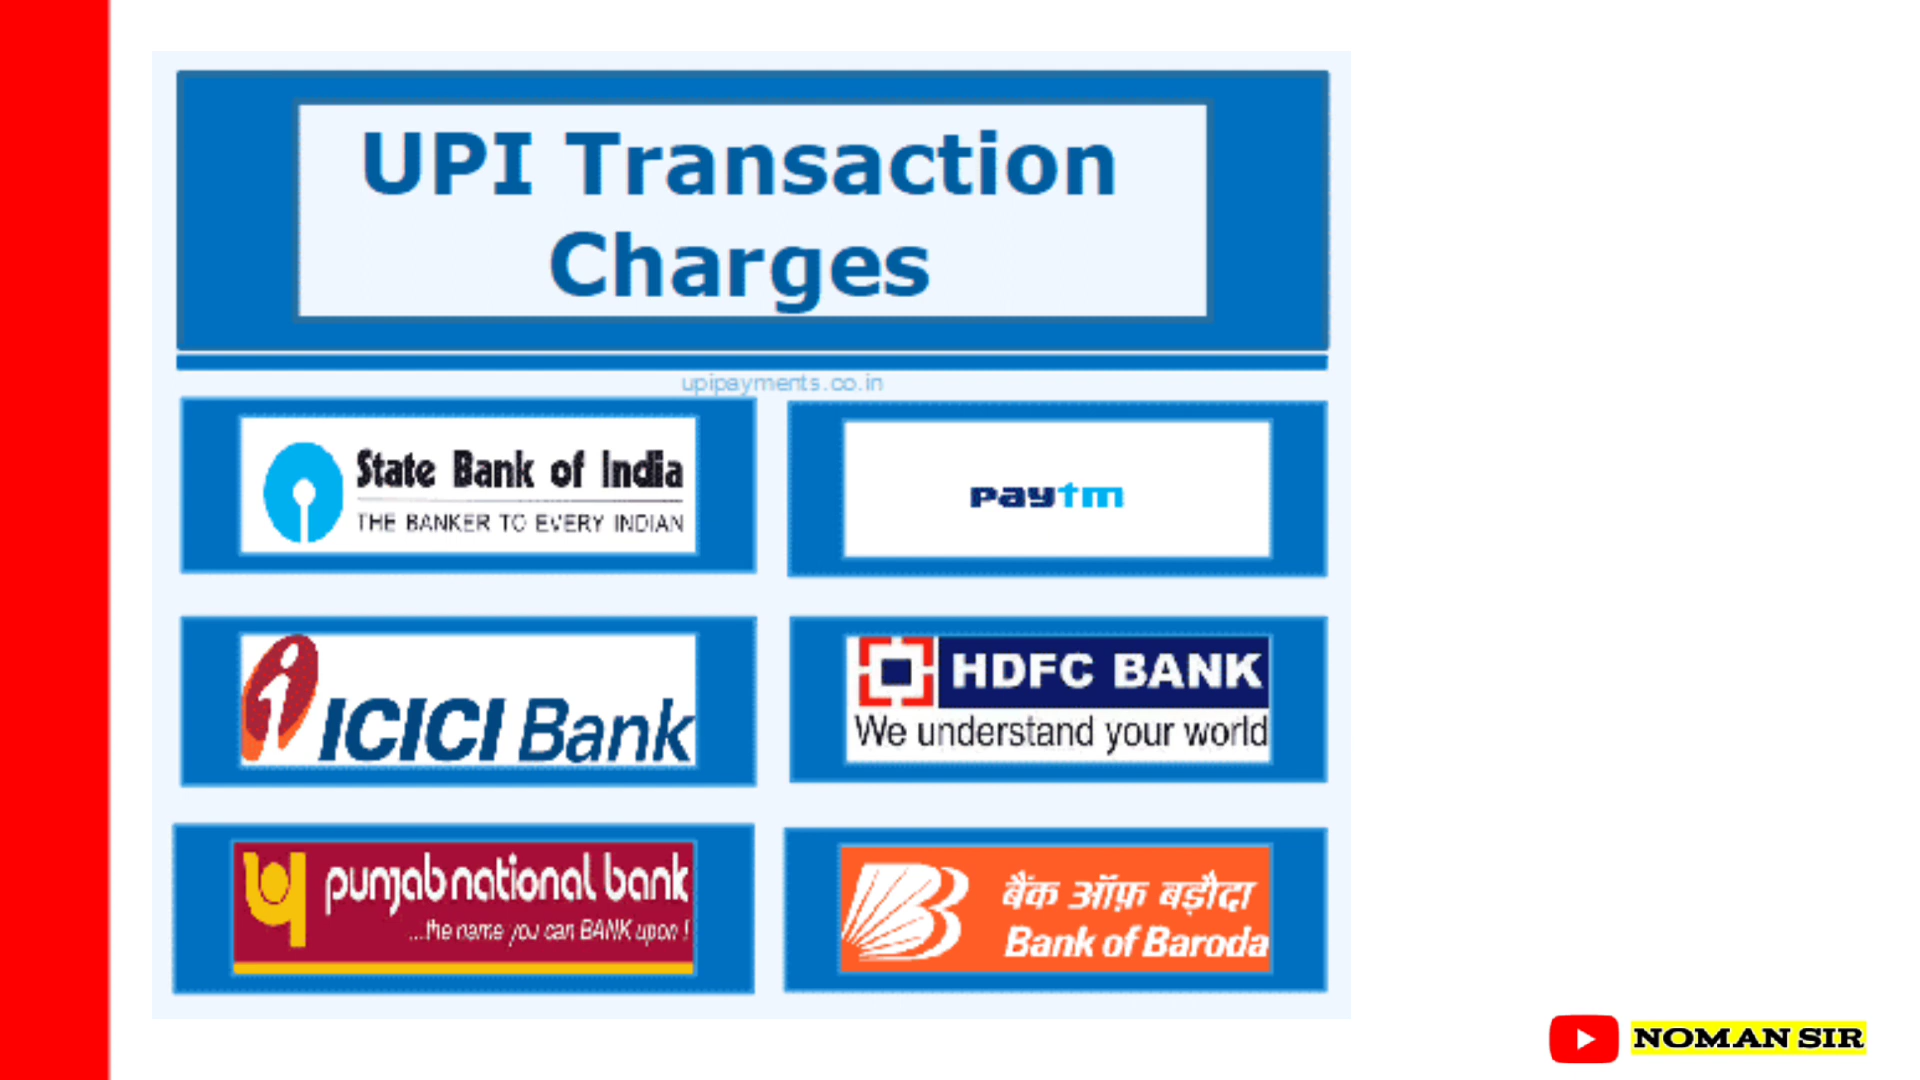 UPI Transaction
Charges
upipayments.co.in
State Bank of India
THE BANKER TO EVERY INDIAN
paytm
ICICI Bank
HDFC BANK
We understand your world
punjab national bank
...the name you can BANK upon !
बैंक ऑफ़ बड़ौदा
Bank of Baroda
NOMAN SIR